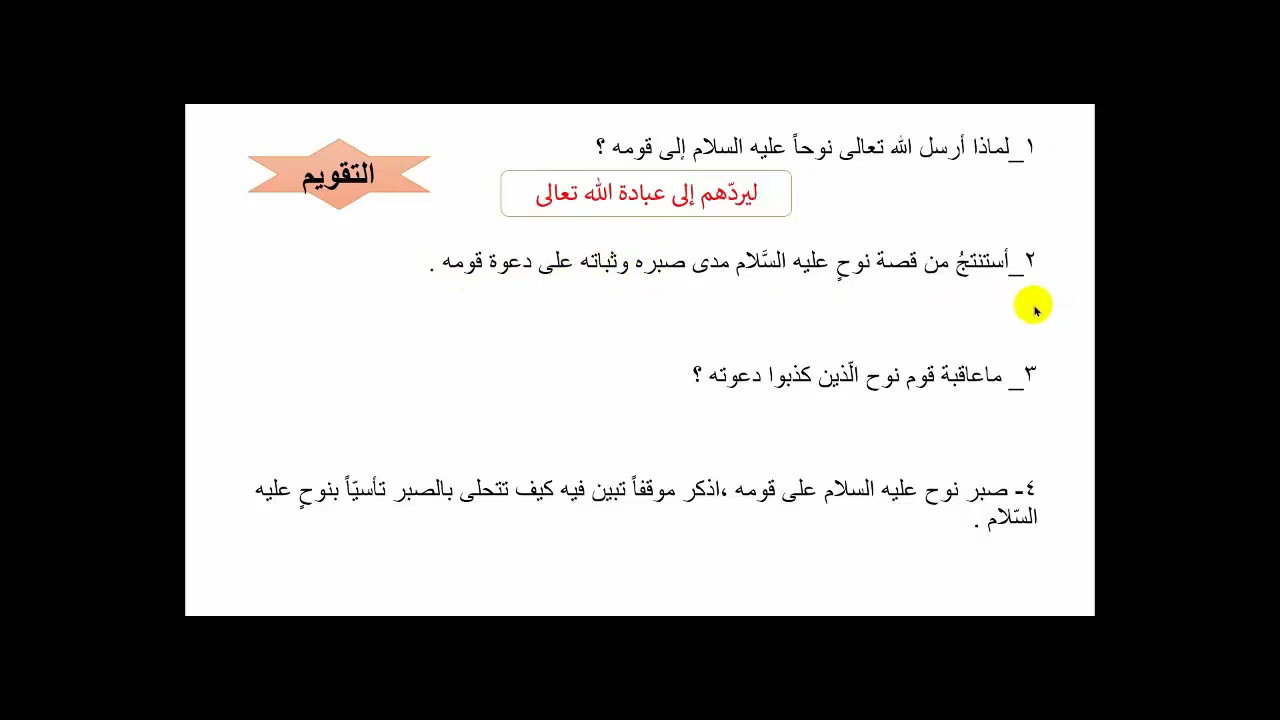 ١_لماذا أرسل الله تعالى نوحاً عليه السلام إلى قومه ؟
التقويم
ليردّهم إلى عبادة الله تعالى
٢_أستنتجُ من قصة نوحٍ عليه السَّلام مدى صبره وثباته على دعوة قومه .
٣_ ماعاقبة قوم نوح الّذين كذبوا دعوته ؟
٤- صبر نوح عليه السلام على قومه ،اذكر موقفاً تبين فيه كيف تتحلى بالصبر تأسيّاً بنوحٍ عليه
السّلام .